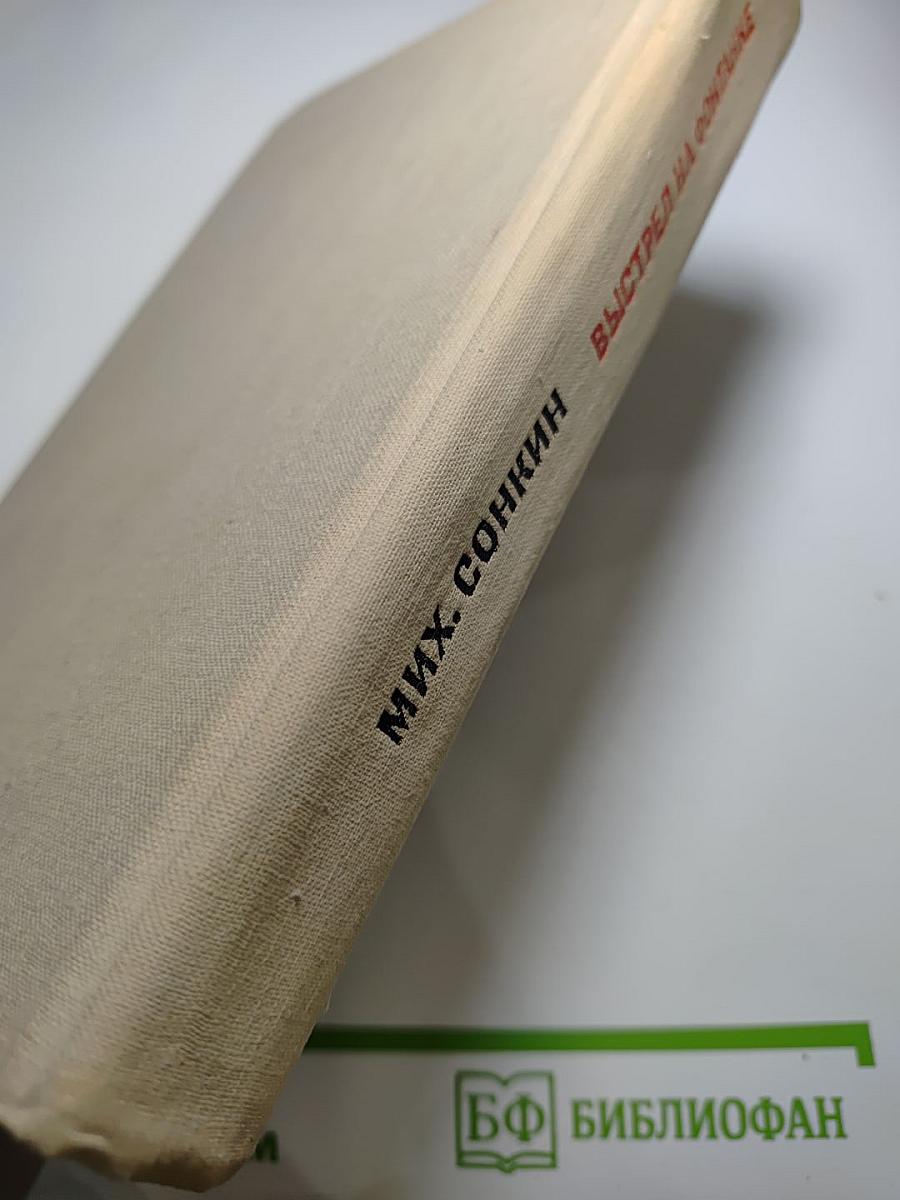 МИХ. СОНКИН
ВЫСТРЕЛ НА ФОНТАНКЕ
БФ БИБЛИОФАН